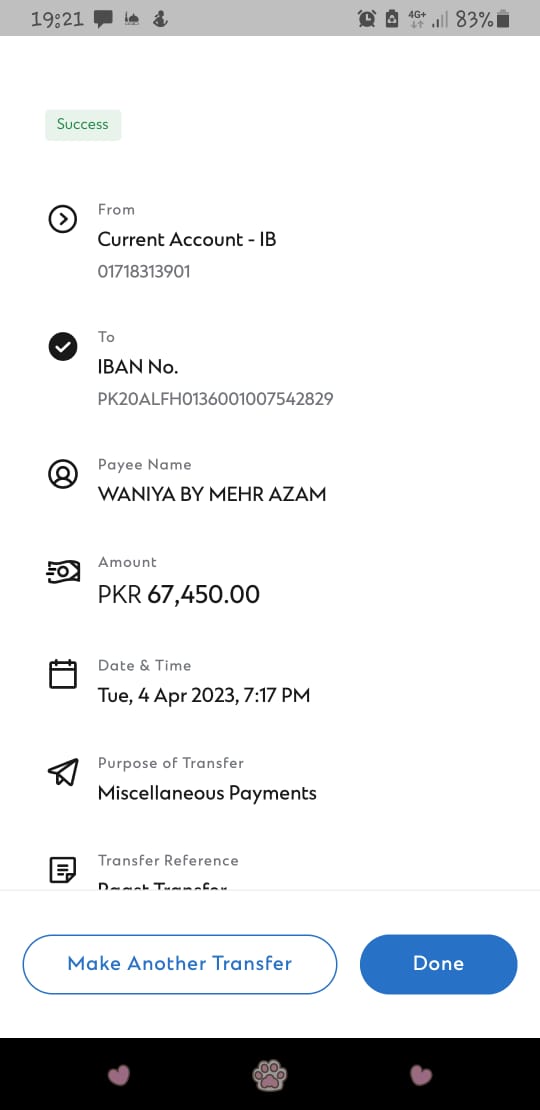 19:21
4G+
83%
Success
From
Current Account - IB
01718313901
To
IBAN No.
PK20ALFH0136001007542829
Payee Name
WANIYA BY MEHR AZAM
Amount
PKR 67,450.00
Date & Time
Tue, 4 Apr 2023, 7:17 PM
Purpose of Transfer
Miscellaneous Payments
Transfer Reference
Raast Transfer
Make Another Transfer
Done